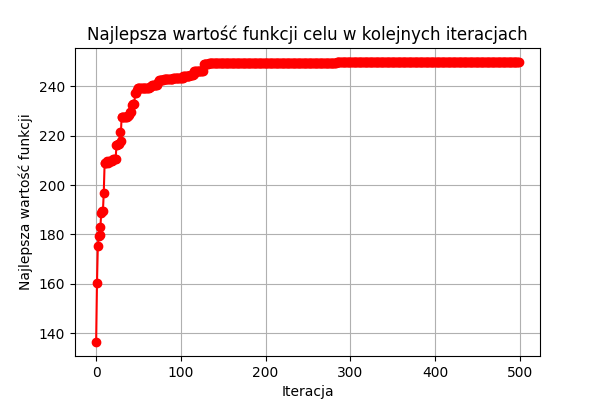 Najlepsza wartość funkcji celu w kolejnych iteracjach
Najlepsza wartość funkcji
240
220
200
180
160
140
0 100 200 300 400 500
Iteracja